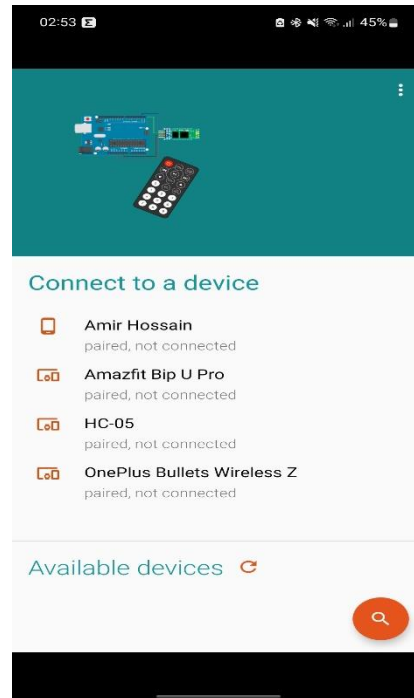 02:53 45%
Connect to a device
Amir Hossain
paired, not connected
Amazfit Bip U Pro
paired, not connected
HC-05
paired, not connected
OnePlus Bullets Wireless Z
paired, not connected
Available devices